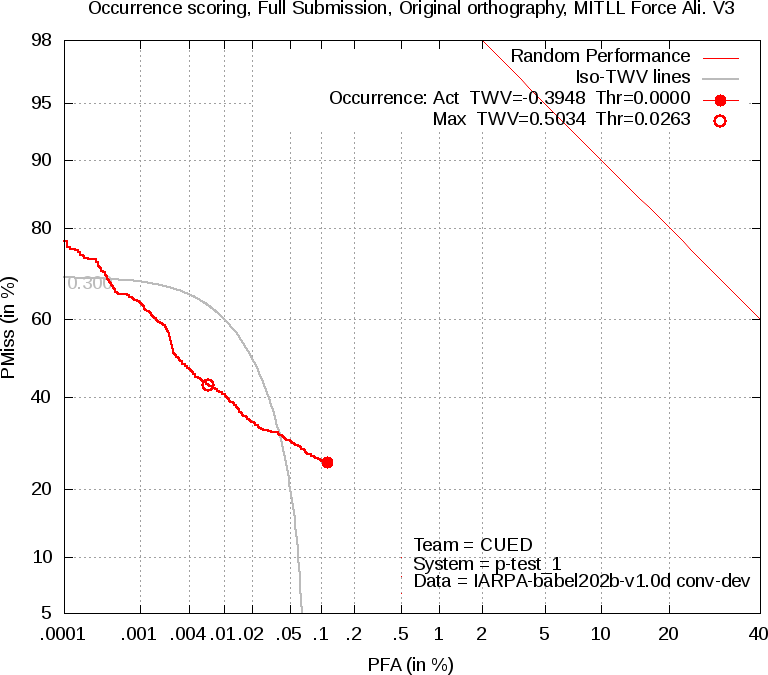 Occurrence scoring, Full Submission, Original orthography, MITLL Force Ali. V3
98
Random Performance
Iso-TWV lines
95
Occurrence: Act TWV=-0.3948 Thr=0.0000
Max TWV=0.5034 Thr=0.0263
90
80
0.300
PMiss (in %)
60
40
20
Team = CUED
10
System = p-test_1
Data = IARPA-babel202b-v1.0d conv-dev
5
.0001 .001 .004 .01 .02 .05 .1 .2 .5 1 2 5 10 20 40
PFA (in %)